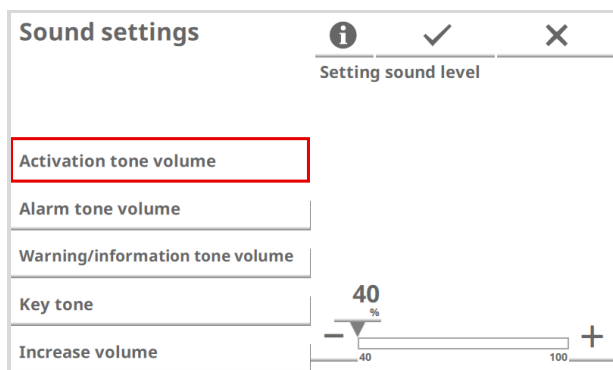 Sound settings
Setting sound level
Activation tone volume
Alarm tone volume
Warning/information tone volume
Key tone
Increase volume
40
%
− +
40 100